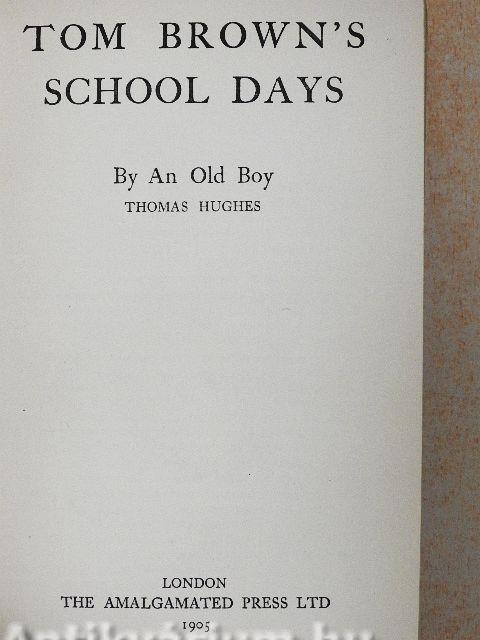 TOM BROWN'S
SCHOOL DAYS
By An Old Boy
THOMAS HUGHES
LONDON
THE AMALGAMATED PRESS LTD
1905